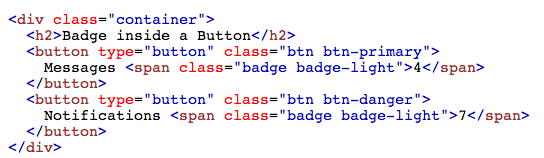 <div class="container">
  <h2>Badge inside a Button</h2>
  <button type="button" class="btn btn-primary">
    Messages <span class="badge badge-light">4</span>
  </button>
  <button type="button" class="btn btn-danger">
    Notifications <span class="badge badge-light">7</span>
  </button>
</div>